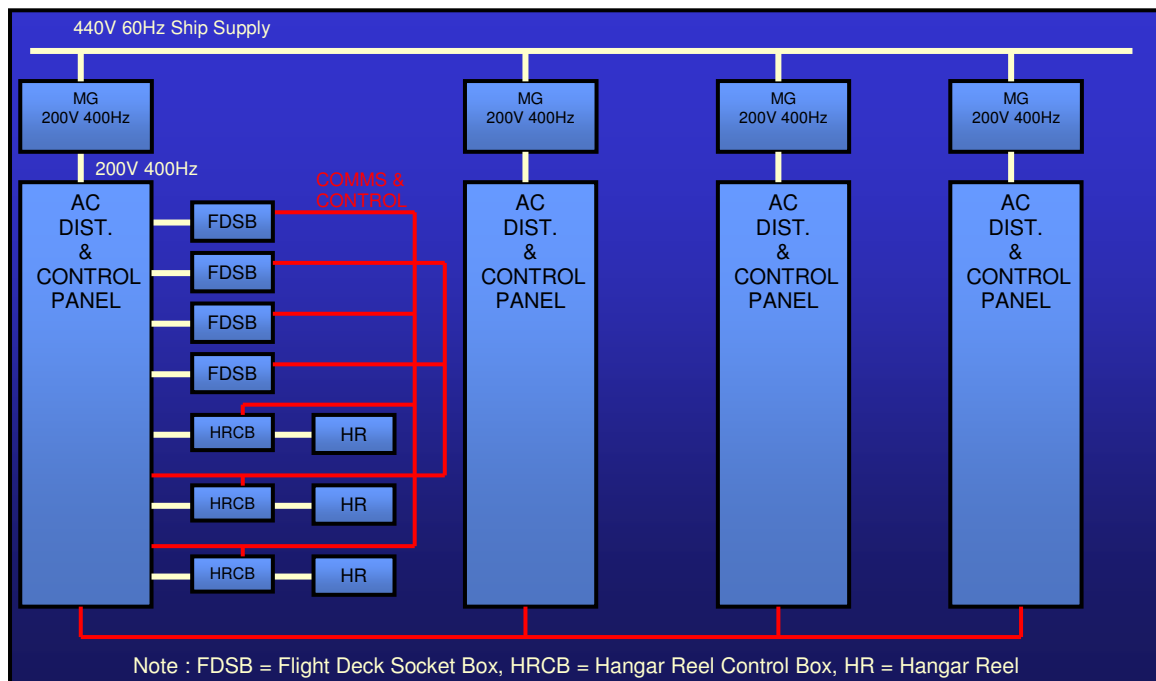 440V 60Hz Ship Supply
MG
200V 400Hz
MG
200V 400Hz
MG
200V 400Hz
MG
200V 400Hz
200V 400Hz
AC
DIST.
&
CONTROL
PANEL
COMMS &
CONTROL
FDSB
FDSB
FDSB
FDSB
HRCB
HR
HRCB
HR
HRCB
HR
AC
DIST.
&
CONTROL
PANEL
AC
DIST.
&
CONTROL
PANEL
AC
DIST.
&
CONTROL
PANEL
Note : FDSB = Flight Deck Socket Box, HRCB = Hangar Reel Control Box, HR = Hangar Reel